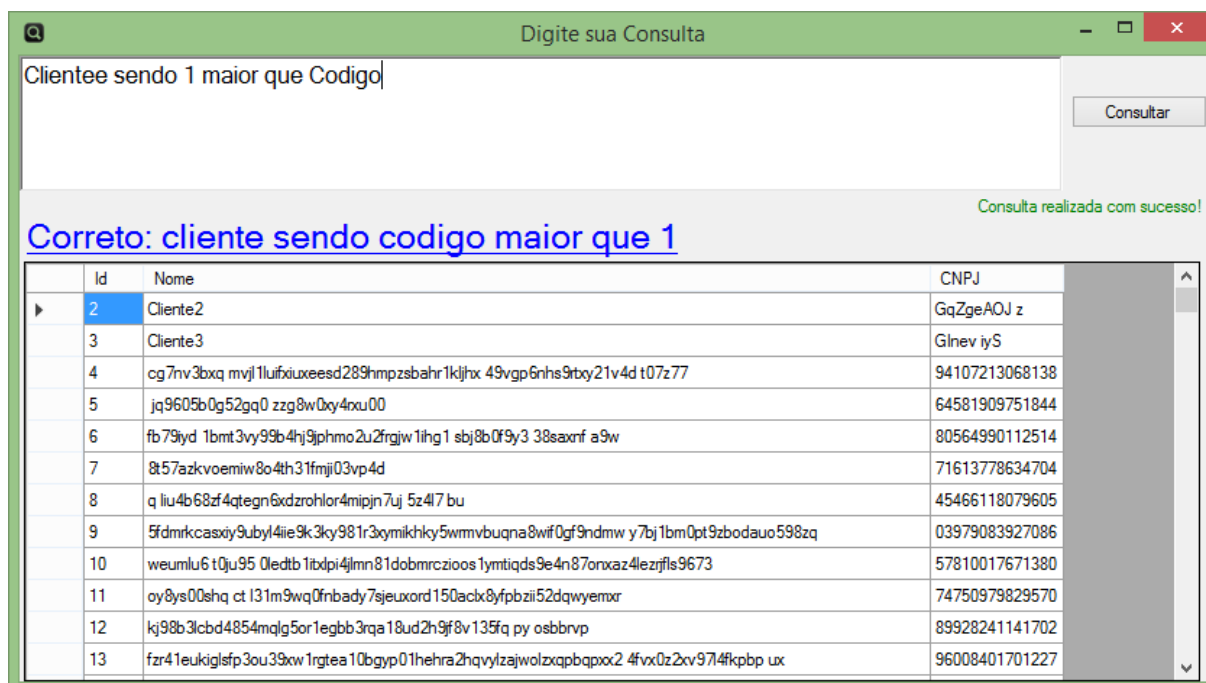 Digite sua Consulta
Clientee sendo 1 maior que Codigo
Consultar
Consulta realizada com sucesso!
Correto: cliente sendo codigo maior que 1
Id Nome CNPJ
2 Cliente2 GqZgeAOJ z
3 Cliente3 GInev iyS
4 cg7nv3bxq mvjl1luifxiuxeesd289hmpzsbahr1kljhx 49vgp6nhs9rtxy21v4d t07z77 94107213068138
5 jq9605b0g52gq0 zzg8w0xy4rxu00 64581909751844
6 fb79iyd 1bmt3vy99b4hj9jphmo2u2frgjw1ihg1 sbj8b0f9y3 38saxnf a9w 80564990112514
7 8t57azkvoemiw8o4th31fmji03vp4d 71613778634704
8 q liu4b68zf4qtegn6xdzrohlor4mipjn7uj 5z4l7 bu 45466118079605
9 5fdmrkcasxiy9ubyl4iie9k3ky981r3xymikhky5wrmvbuqna8wif0gf9ndmw y7bj1bm0pt9zbodauo598zq 03979083927086
10 weumlu6 t0ju95 0ledtb1itxlpi4jlmn81dobmrczioos1ymtiqds9e4n87onxaz4lezrjfls9673 57810017671380
11 oy8ys00shq ct l31m9wq0fnbady7sjeuxord150aclx8yfpbzii52dqwyemxr 74750979829570
12 kj98b3lcbd4854mqlg5or1egbb3rqa18ud2h9jf8v135fq py osbbrvp 89928241141702
13 fzr41eukiglsfp3ou39xw1rgtea10bgyp01hehra2hqvylzajwolzxqpbqpxx2 4fvx0z2xv97l4fkpbp ux 96008401701227